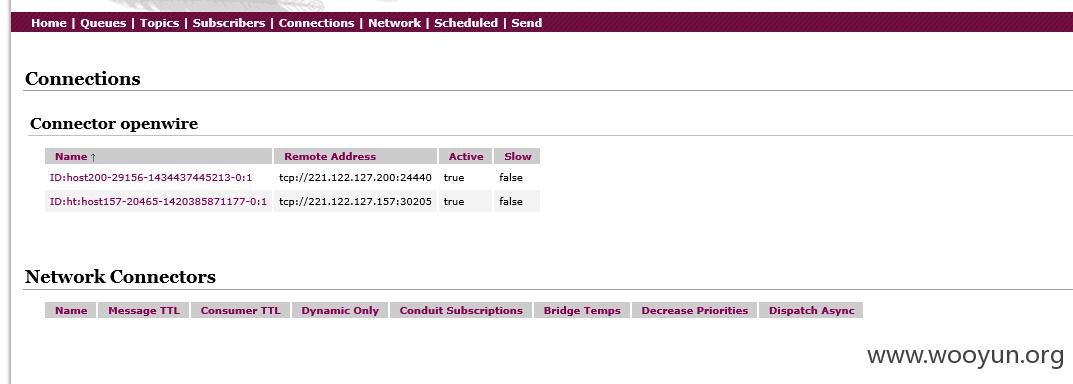 Home | Queues | Topics | Subscribers | Connections | Network | Scheduled | Send
Connections
Connector openwire
Name ↑ Remote Address Active Slow
ID:host200-29156-1434437445213-0:1 tcp://221.122.127.200:24440 true false
ID:ht:host157-20465-1420385871177-0:1 tcp://221.122.127.157:30205 true false
Network Connectors
Name Message TTL Consumer TTL Dynamic Only Conduit Subscriptions Bridge Temps Decrease Priorities Dispatch Async
www.wooyun.org